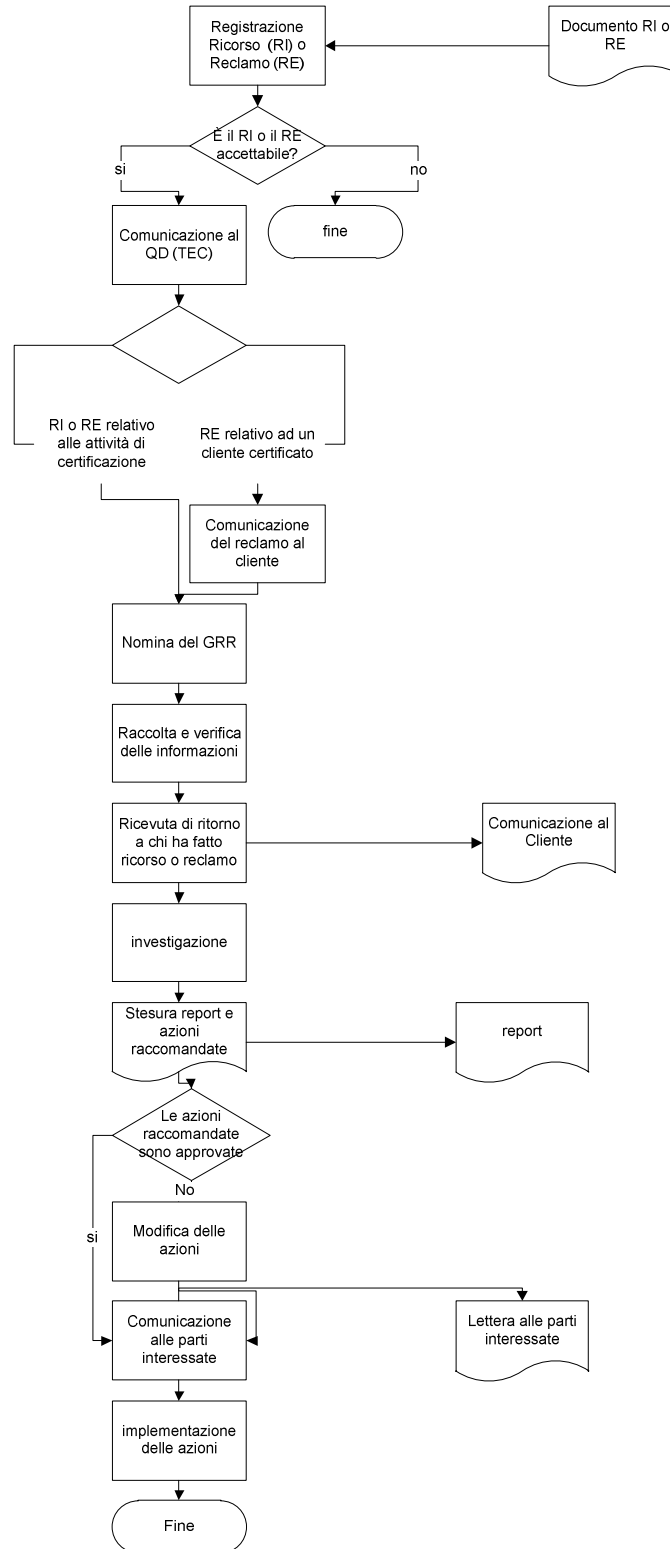 Registrazione
Ricorso (RI) o
Reclamo (RE)
Documento RI o
RE
È il RI o il RE
accettabile?
si
no
Comunicazione al
QD (TEC)
fine
RI o RE relativo
alle attività di
certificazione
RE relativo ad un
cliente certificato
Comunicazione
del reclamo al
cliente
Nomina del GRR
Raccolta e verifica
delle informazioni
Ricevuta di ritorno
a chi ha fatto
ricorso o reclamo
Comunicazione al
Cliente
investigazione
Stesura report e
azioni
raccomandate
report
Le azioni
raccomandate
sono approvate
No
si
Modifica delle
azioni
Comunicazione
alle parti
interessate
Lettera alle parti
interessate
implementazione
delle azioni
Fine